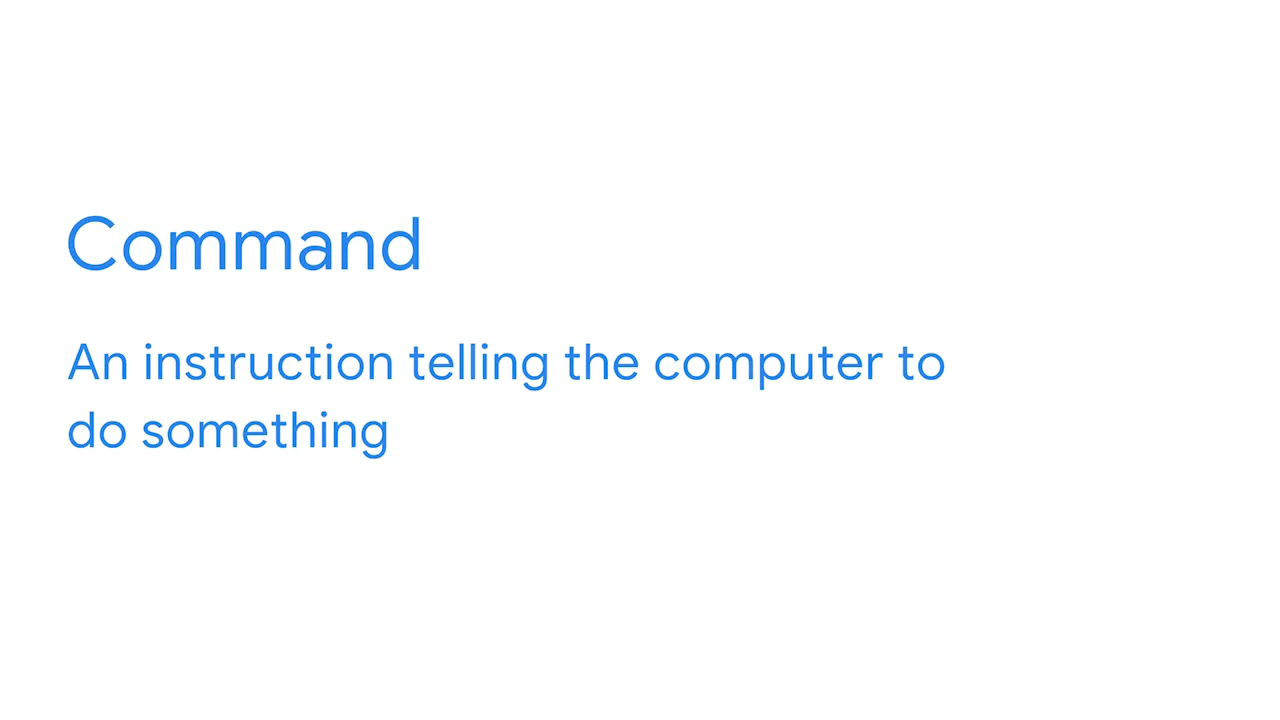 Command
An instruction telling the computer to
do something